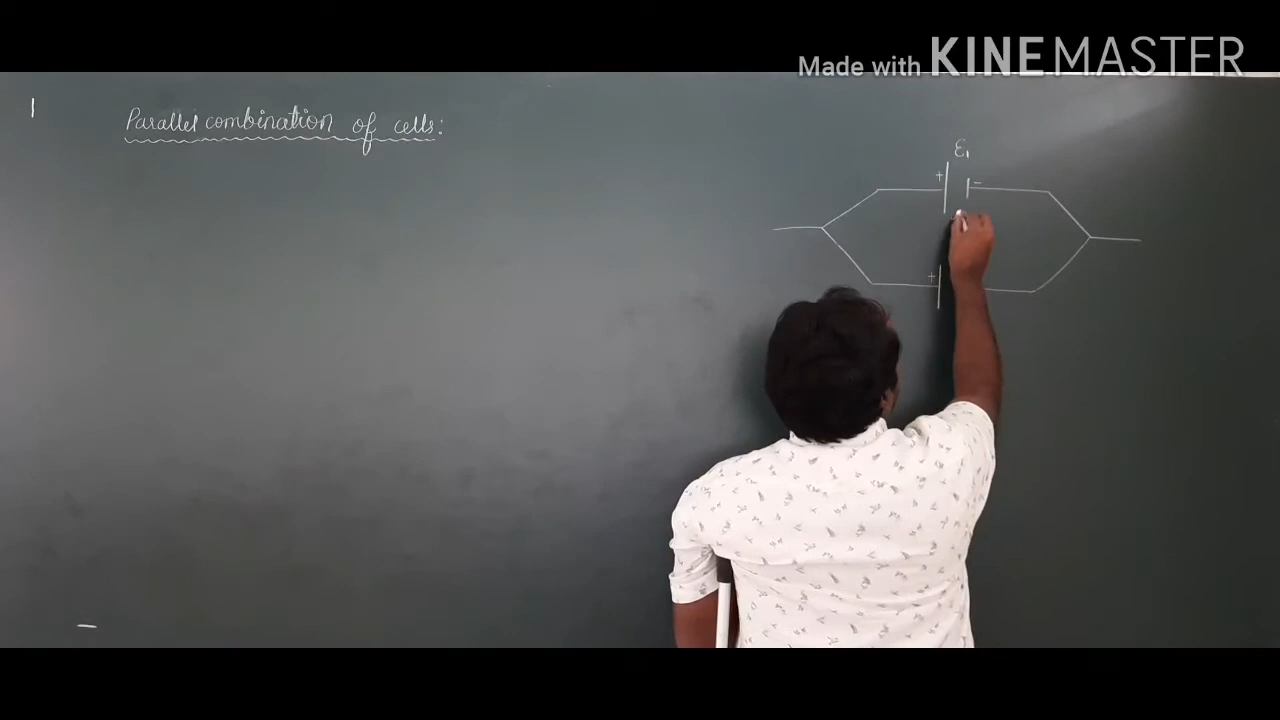 Made with KINEMASTER
Parallel combination of cells:
ε₁
+ -
+